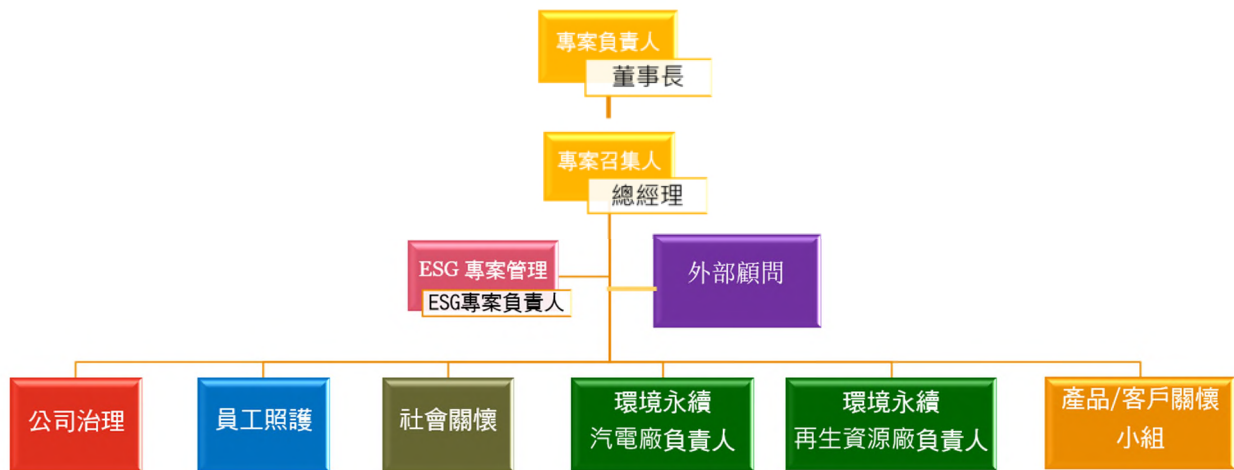 專案負責人
董事長
專案召集人
總經理
ESG 專案管理
ESG專案負責人
外部顧問
公司治理
員工照護
社會關懷
環境永續
汽電廠負責人
環境永續
再生資源廠負責人
產品/客戶關懷
小組